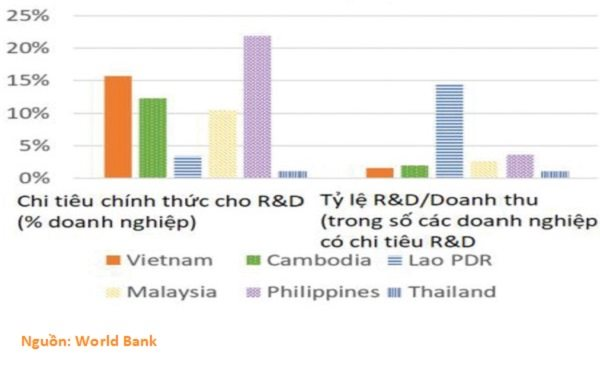 25%
20%
15%
10%
5%
0%
Chi tiêu chính thức cho R&D
(% doanh nghiệp)
Tỷ lệ R&D/Doanh thu
(trong số các doanh nghiệp
có chi tiêu R&D
Vietnam
Cambodia
Lao PDR
Malaysia
Philippines
Thailand
Nguồn: World Bank